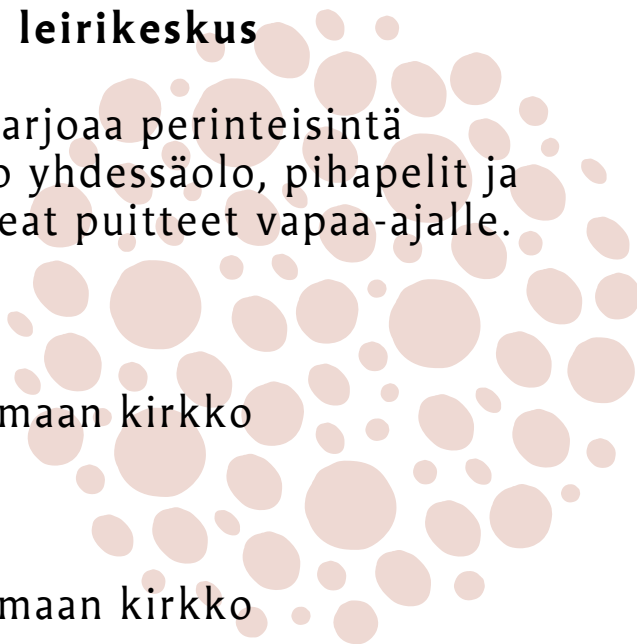 leirikeskus
arjoaa perinteisintä
o yhdessäolo, pihapelit ja
eat puitteet vapaa-ajalle.
maan kirkko
maan kirkko